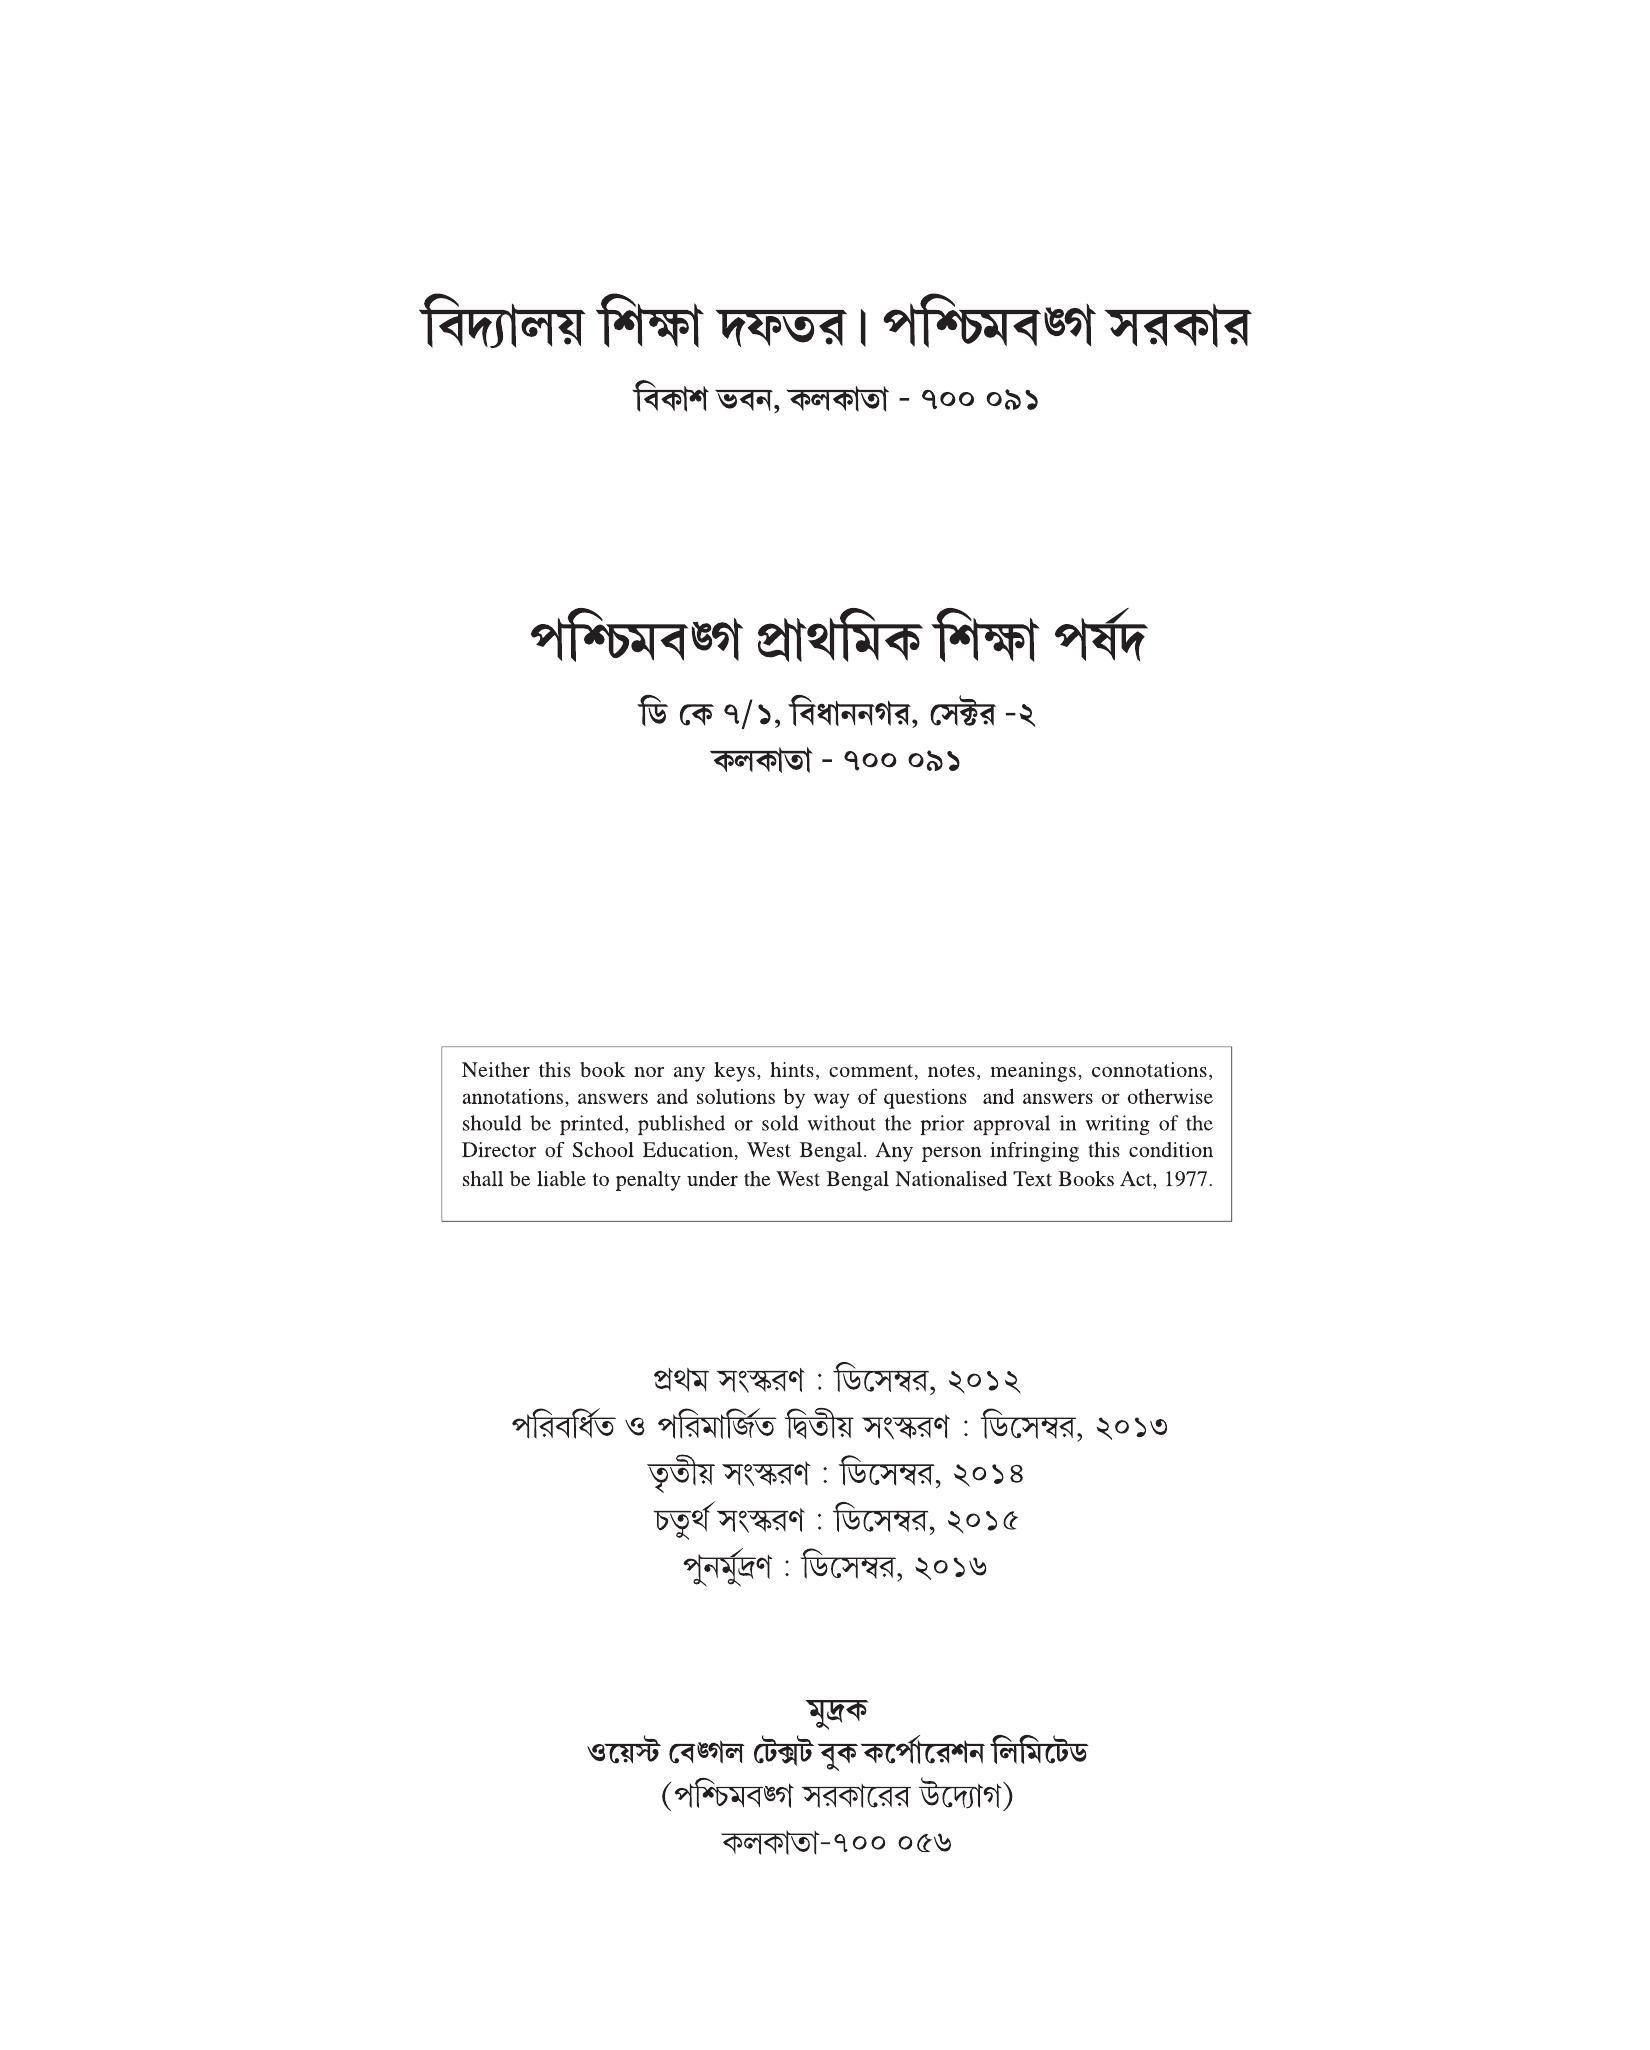 বিদ্যালয় শিক্ষা দফতর। পশ্চিমবঙ্গ সরকার
বিকাশ ভবন, কলকাতা - ৭০০ ০৯১
পশ্চিমবঙ্গ প্রাথমিক শিক্ষা পর্ষদ
ডি কে ৭/১, বিধাননগর, সেক্টর -২
কলকাতা - ৭০০ ০৯১
Neither this book nor any keys, hints, comment, notes, meanings, connotations,
annotations, answers and solutions by way of questions and answers or otherwise
should be printed, published or sold without the prior approval in writing of the
Director of School Education, West Bengal. Any person infringing this condition
shall be liable to penalty under the West Bengal Nationalised Text Books Act, 1977.
প্রথম সংস্করণ : ডিসেম্বর, ২০১২
পরিবর্ধিত ও পরিমার্জিত দ্বিতীয় সংস্করণ : ডিসেম্বর, ২০১৩
তৃতীয় সংস্করণ : ডিসেম্বর, ২০১৪
চতুর্থ সংস্করণ : ডিসেম্বর, ২০১৫
পুনর্মুদ্রণ : ডিসেম্বর, ২০১৬
মুদ্রক
ওয়েস্ট বেঙ্গল টেক্সট বুক কর্পোরেশন লিমিটেড
(পশ্চিমবঙ্গ সরকারের উদ্যোগ)
কলকাতা-৭০০ ০৫৬